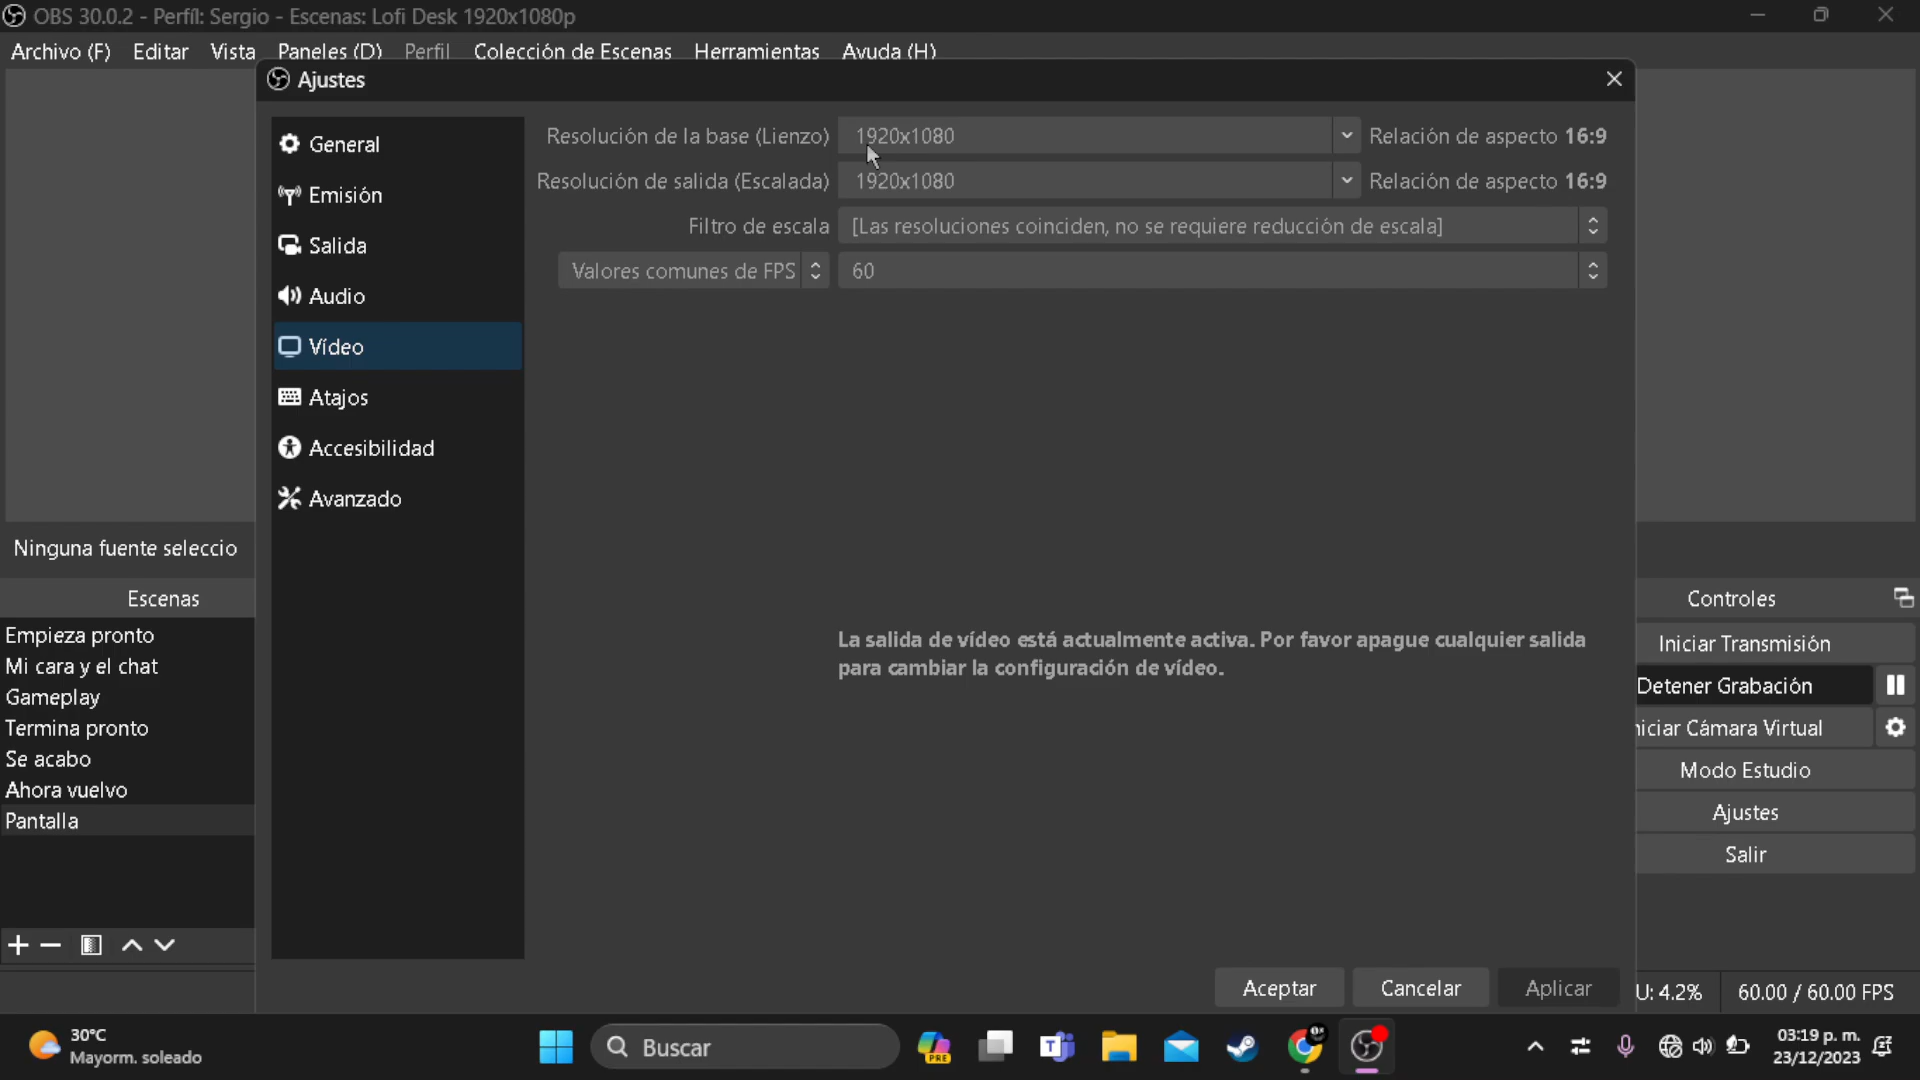 OBS 30.0.2 - Perfil: Sergio - Escenas: Lofi Desk 1920x1080p
Archivo (F) Editar Vista Paneles (D) Perfil Colección de Escenas Herramientas Ayuda (H)
Ajustes
General
Emisión
Salida
Audio
Vídeo
Atajos
Accesibilidad
Avanzado
Resolución de la base (Lienzo) 1920x1080 Relación de aspecto 16:9
Resolución de salida (Escalada) 1920x1080 Relación de aspecto 16:9
Filtro de escala [Las resoluciones coinciden, no se requiere reducción de escala]
Valores comunes de FPS 60
La salida de vídeo está actualmente activa. Por favor apague cualquier salida
para cambiar la configuración de vídeo.
Aceptar Cancelar Aplicar
Ninguna fuente seleccio
Escenas
Empieza pronto
Mi cara y el chat
Gameplay
Termina pronto
Se acabo
Ahora vuelvo
Pantalla
Controles
Iniciar Transmisión
Detener Grabación
niciar Cámara Virtual
Modo Estudio
Ajustes
Salir
U: 4.2% 60.00 / 60.00 FPS
30°C
Mayorm. soleado
Buscar
PRE
9+
03:19 p. m.
23/12/2023